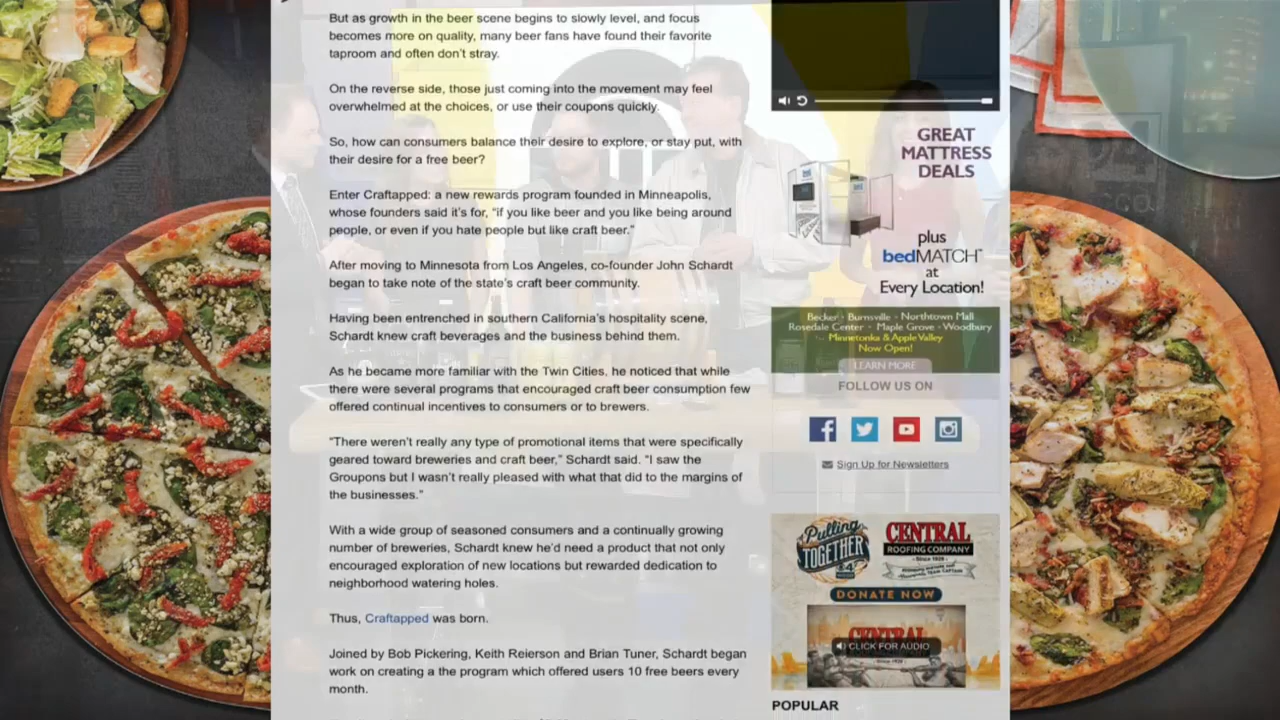 But as growth in the beer scene begins to slowly level, and focus
becomes more on quality, many beer fans have found their favorite
taproom and often don't stray.
On the reverse side, those just coming into the movement may feel
overwhelmed at the choices, or use their coupons quickly.
So, how can consumers balance their desire to explore, or stay put, with
their desire for a free beer?
Enter Craftapped: a new rewards program founded in Minneapolis,
whose founders said it's for, "if you like beer and you like being around
people, or even if you hate people but like craft beer."
After moving to Minnesota from Los Angeles, co-founder John Schardt
began to take note of the state's craft beer community.
Having been entrenched in southern California's hospitality scene,
Schardt knew craft beverages and the business behind them.
As he became more familiar with the Twin Cities, he noticed that while
there were several programs that encouraged craft beer consumption few
offered continual incentives to consumers or to brewers.
"There weren't really any type of promotional items that were specifically
geared toward breweries and craft beer," Schardt said. "I saw the
Groupons but I wasn't really pleased with what that did to the margins of
the businesses."
With a wide group of seasoned consumers and a continually growing
number of breweries, Schardt knew he'd need a product that not only
encouraged exploration of new locations but rewarded dedication to
neighborhood watering holes.
Thus, Craftapped was born.
Joined by Bob Pickering, Keith Reierson and Brian Tuner, Schardt began
work on creating a the program which offered users 10 free beers every
month.
GREAT
MATTRESS
DEALS
plus
bedMATCH™
at
Every Location!
Becker - Burnsville - Northtown Mall
Rosedale Center - Maple Grove - Woodbury
Minnetonka & Apple Valley
Now Open!
LEARN MORE
FOLLOW US ON
Sign Up for Newsletters
Pulling
TOGETHER
CENTRAL
ROOFING COMPANY
Since 1929
DONATE NOW
CENTRAL
CLICK FOR AUDIO
Since 1929
POPULAR